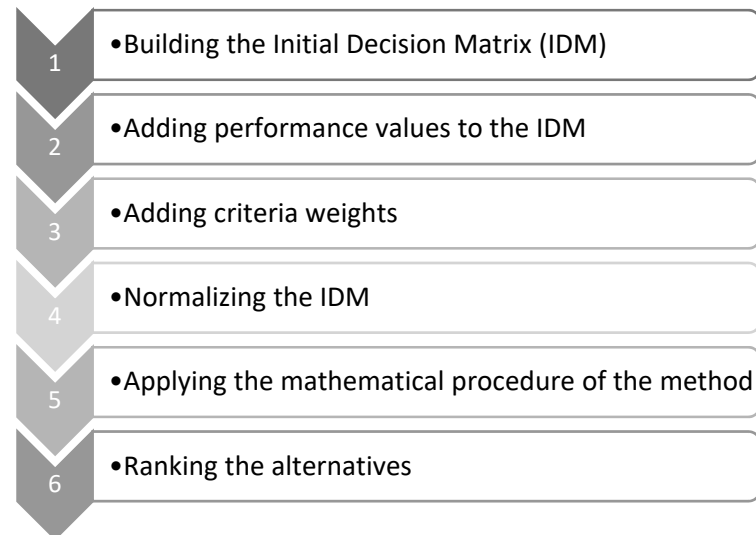 1
•Building the Initial Decision Matrix (IDM)
2
•Adding performance values to the IDM
3
•Adding criteria weights
4
•Normalizing the IDM
5
•Applying the mathematical procedure of the method
6
•Ranking the alternatives